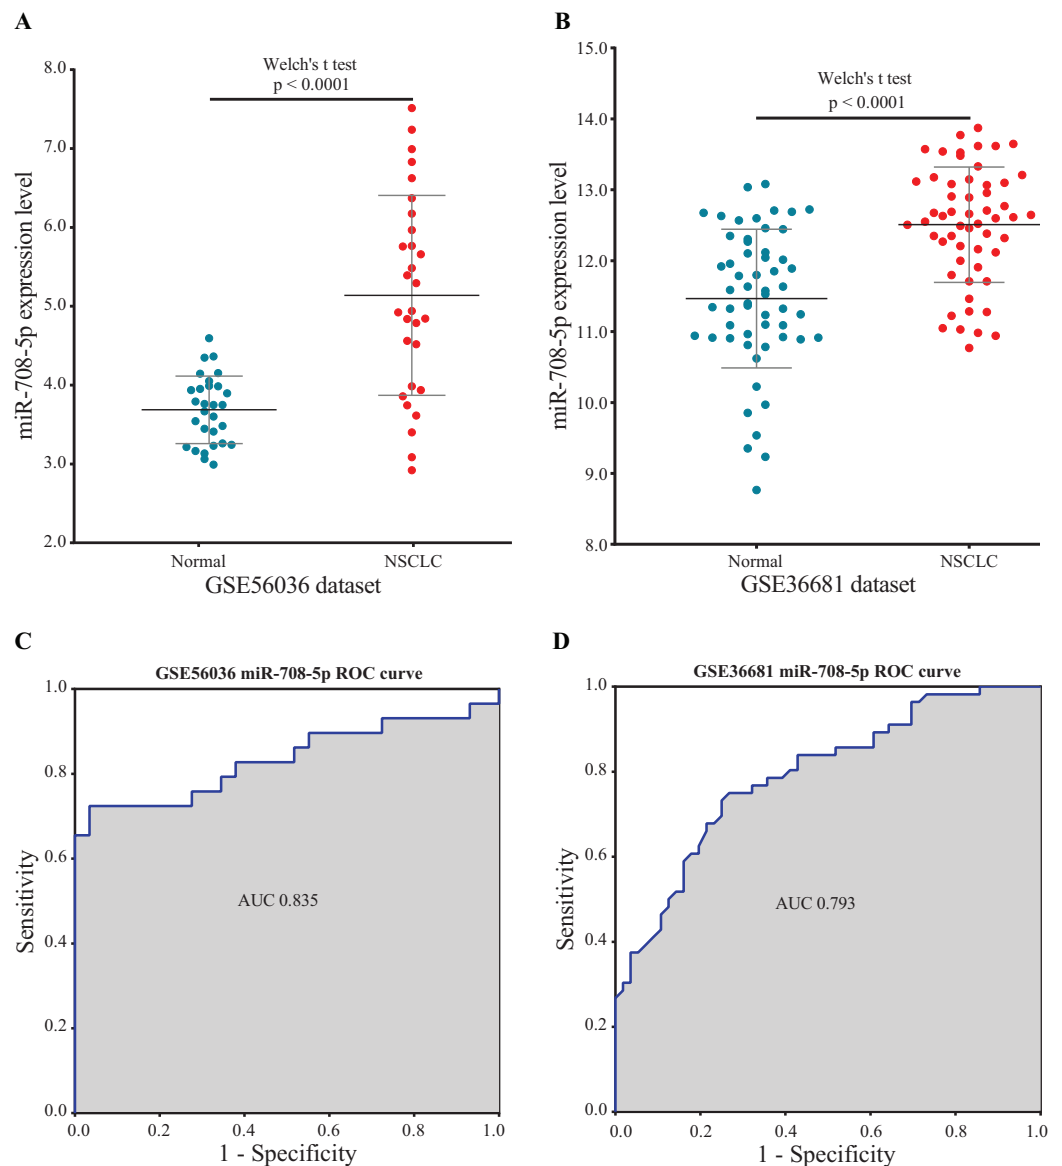 A
Welch's t test
p < 0.0001
miR-708-5p expression level
8.0
7.0
6.0
5.0
4.0
3.0
2.0
Normal
NSCLC
GSE56036 dataset
B
Welch's t test
p < 0.0001
miR-708-5p expression level
15.0
14.0
13.0
12.0
11.0
10.0
9.0
8.0
Normal
NSCLC
GSE36681 dataset
C
GSE56036 miR-708-5p ROC curve
Sensitivity
1.0
0.8
0.6
0.4
0.2
0.0
AUC 0.835
0.0 0.2 0.4 0.6 0.8 1.0
1 - Specificity
D
GSE36681 miR-708-5p ROC curve
Sensitivity
1.0
0.8
0.6
0.4
0.2
0.0
AUC 0.793
0.0 0.2 0.4 0.6 0.8 1.0
1 - Specificity